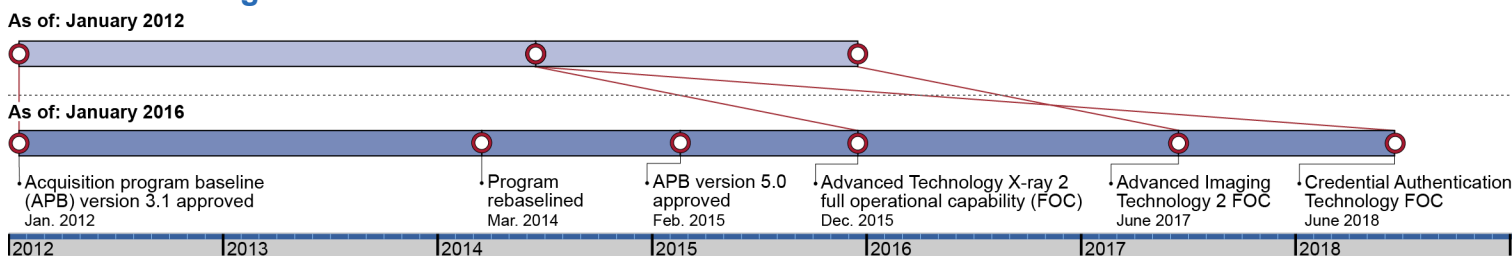 As of: January 2012
As of: January 2016
Acquisition program baseline
(APB) version 3.1 approved
Jan. 2012
Program
rebaselined
Mar. 2014
APB version 5.0
approved
Feb. 2015
Advanced Technology X-ray 2
full operational capability (FOC)
Dec. 2015
Advanced Imaging
Technology 2 FOC
June 2017
Credential Authentication
Technology FOC
June 2018
2012
2013
2014
2015
2016
2017
2018